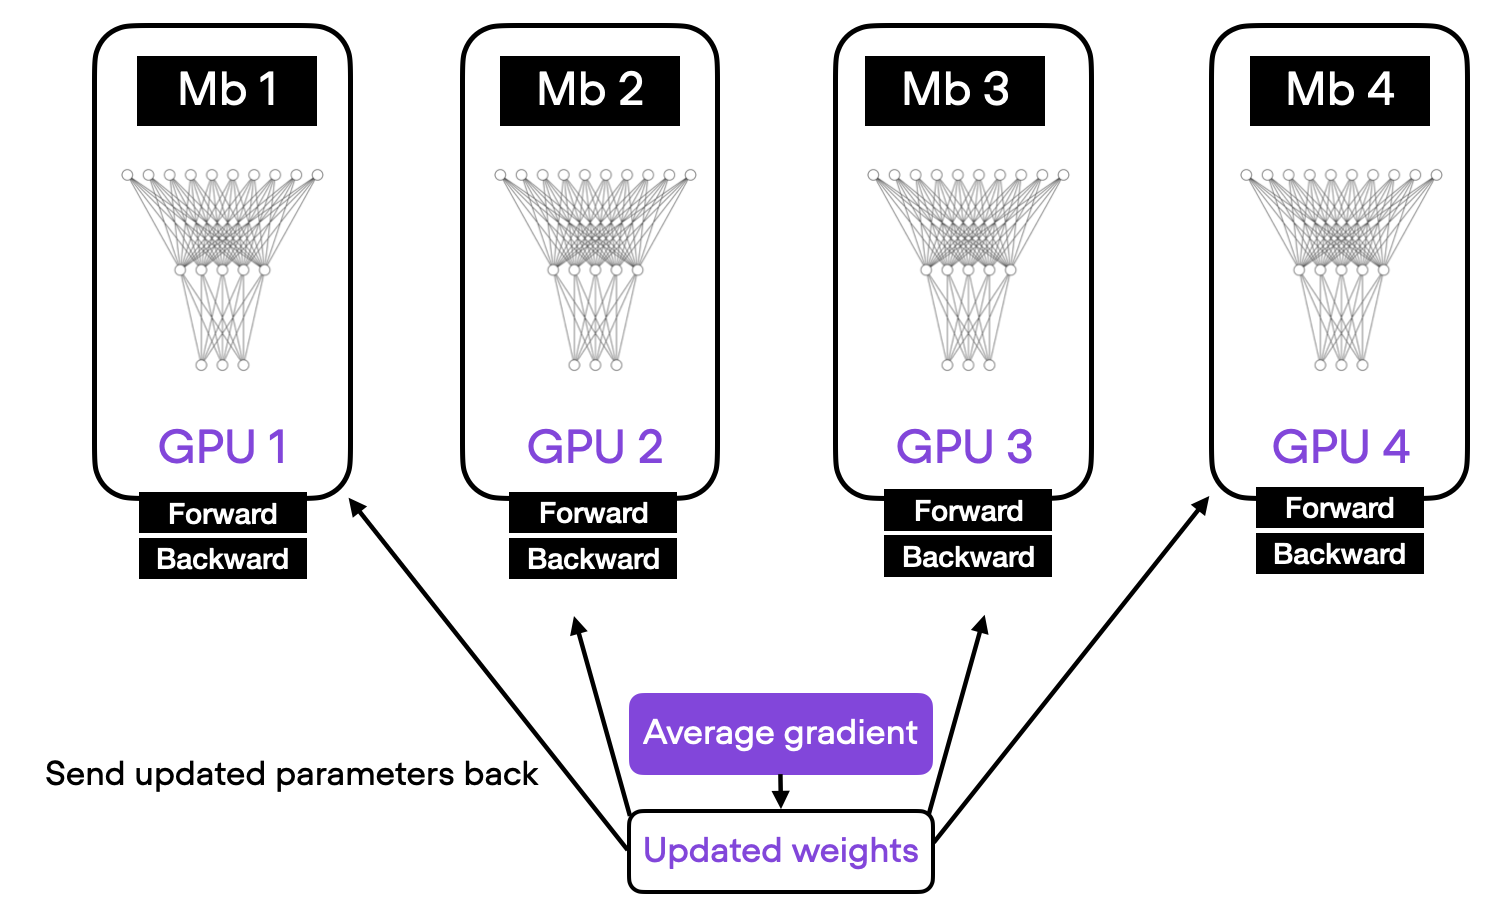 Mb 1
Mb 2
Mb 3
Mb 4
GPU 1
GPU 2
GPU 3
GPU 4
Forward
Backward
Forward
Backward
Forward
Backward
Forward
Backward
Average gradient
Send updated parameters back
Updated weights